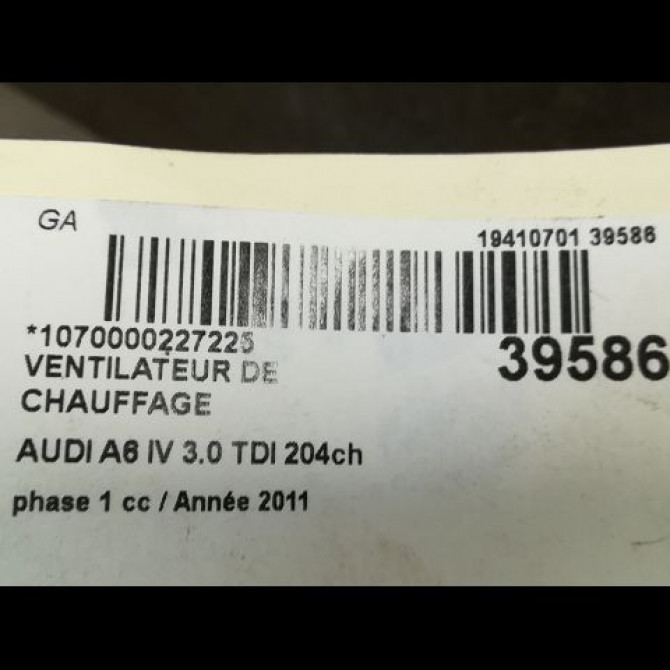 GA
19410701 39586
*1070000227225
39586
VENTILATEUR DE
CHAUFFAGE
AUDI A6 IV 3.0 TDI 204ch
phase 1 cc / Année 2011